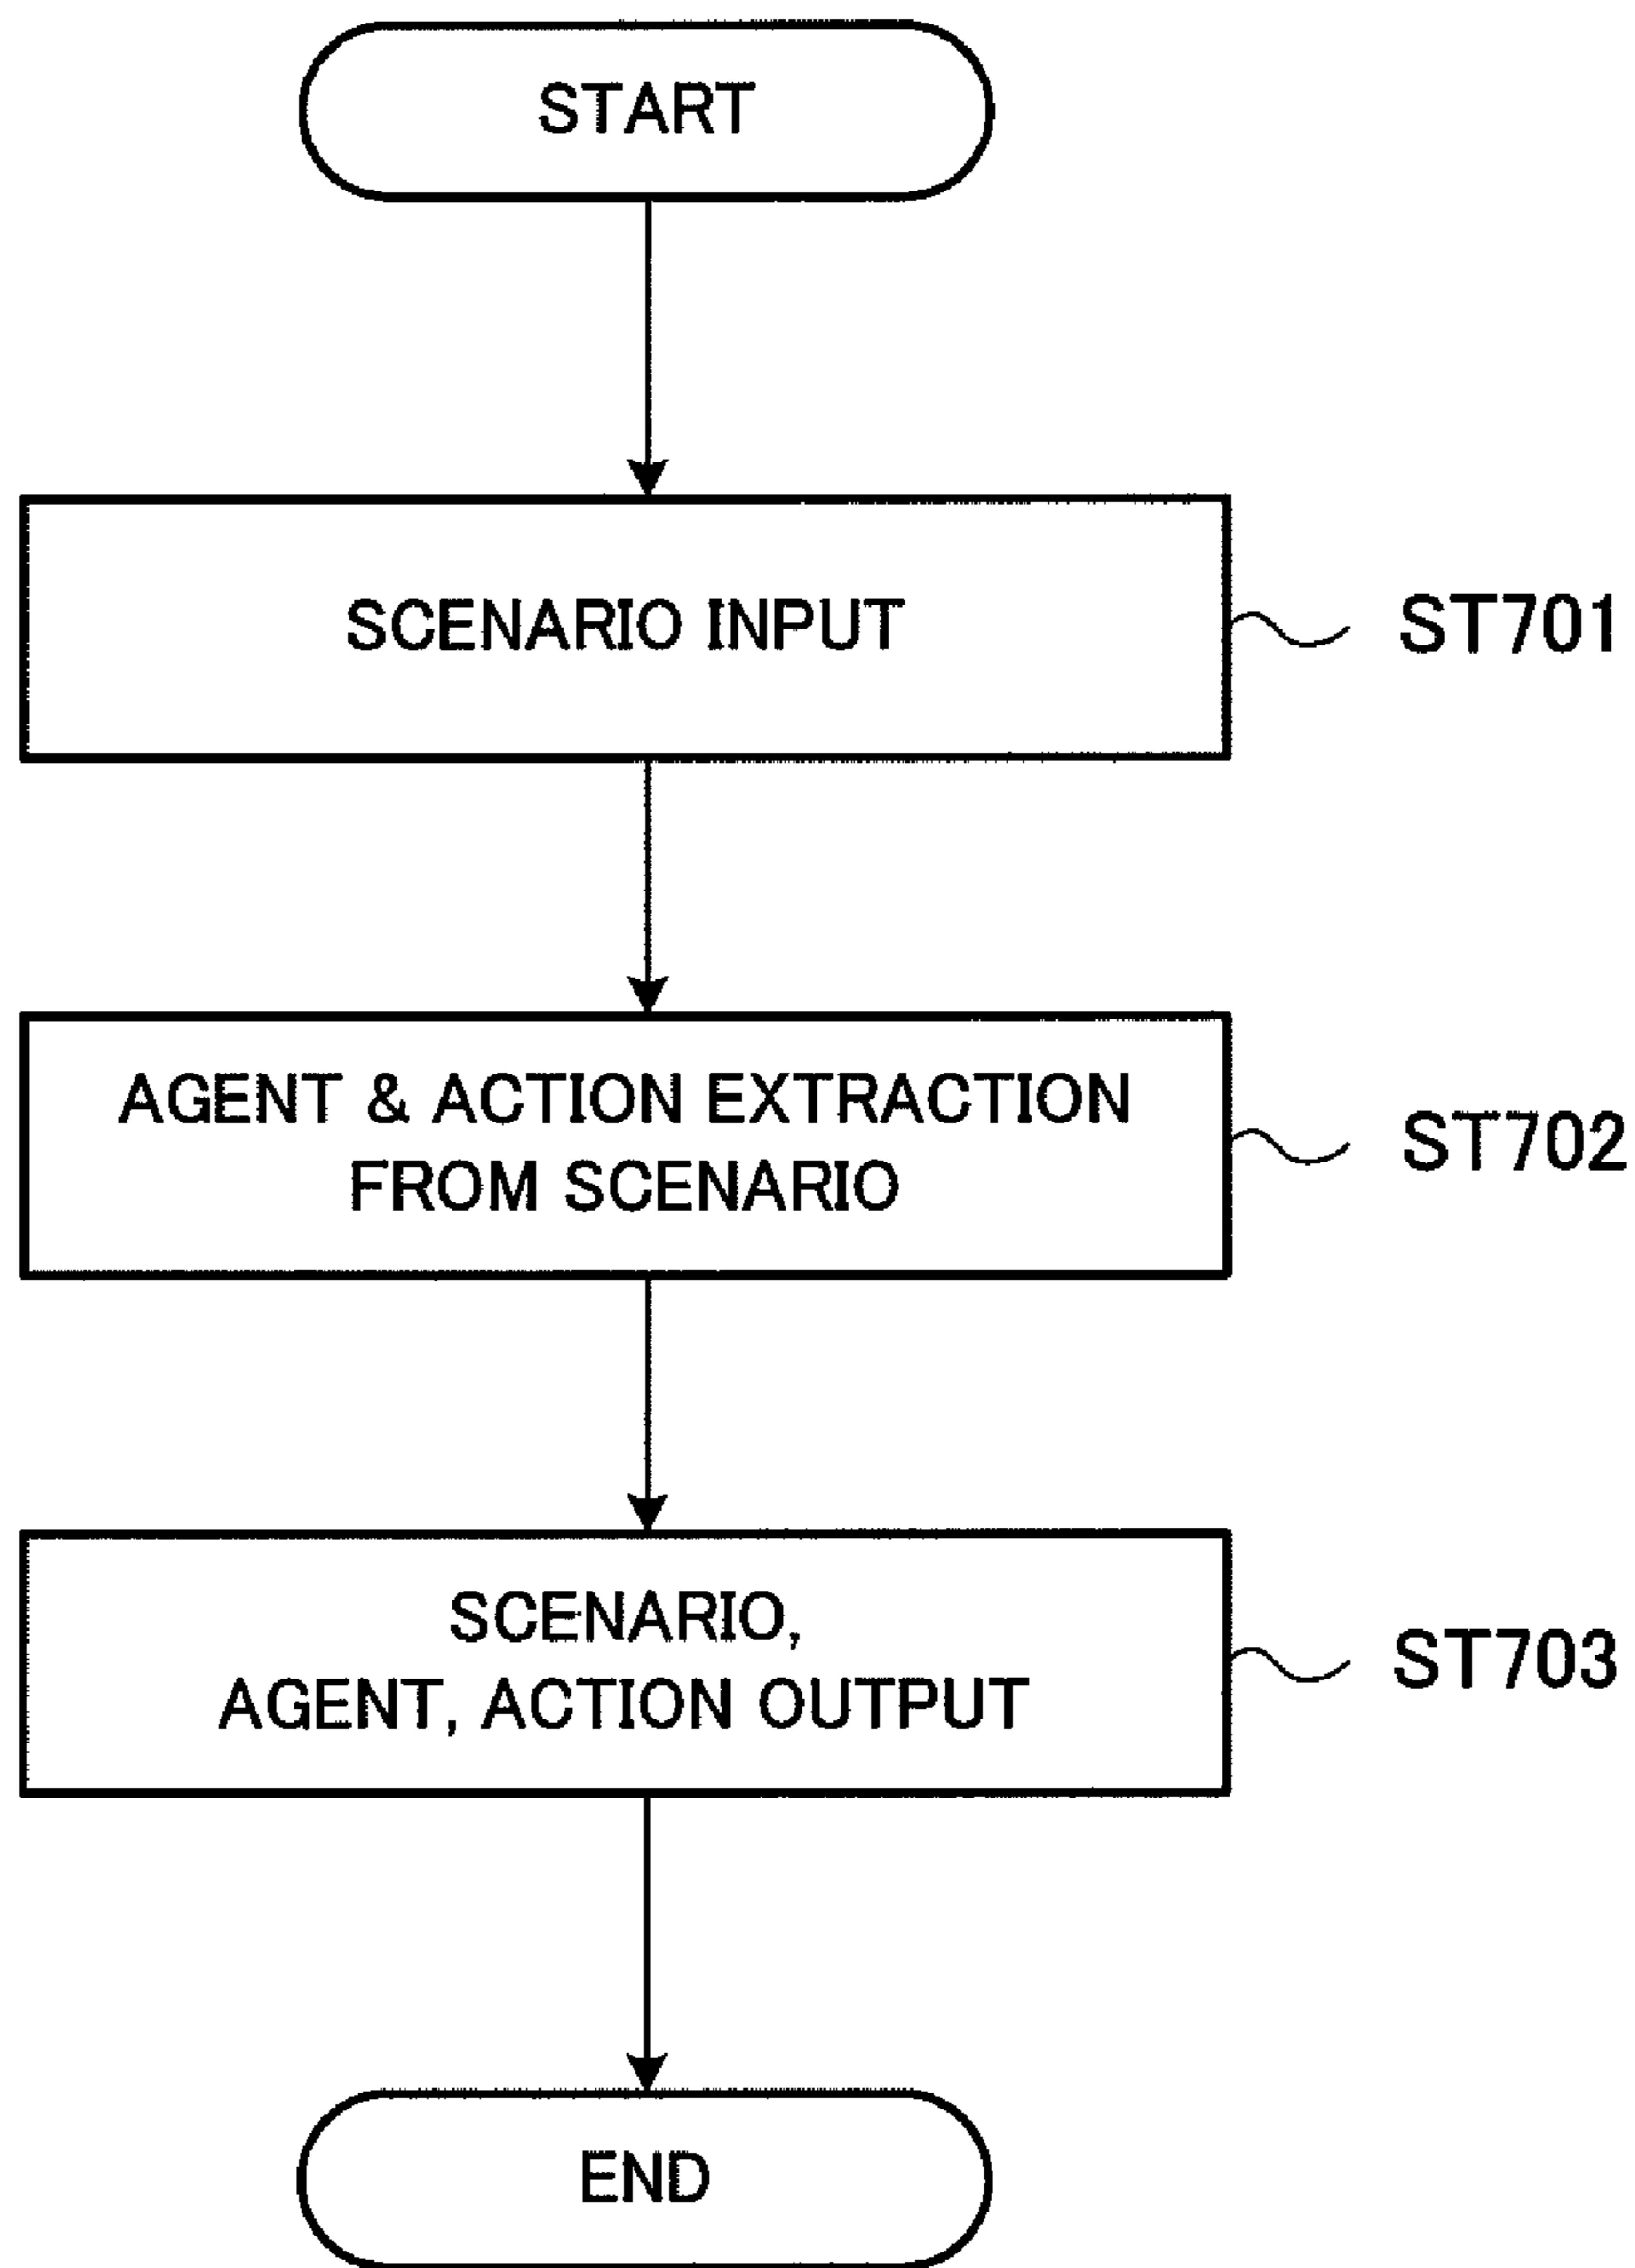 START
SCENARIO INPUT
ST701
AGENT & ACTION EXTRACTION
FROM SCENARIO
ST702
SCENARIO,
AGENT, ACTION OUTPUT
ST703
END